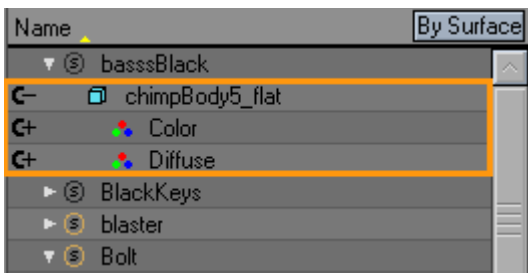 Name By Surface
S basssBlack
C- chimpBody5_flat
C+ Color
C+ Diffuse
S BlackKeys
S blaster
S Bolt